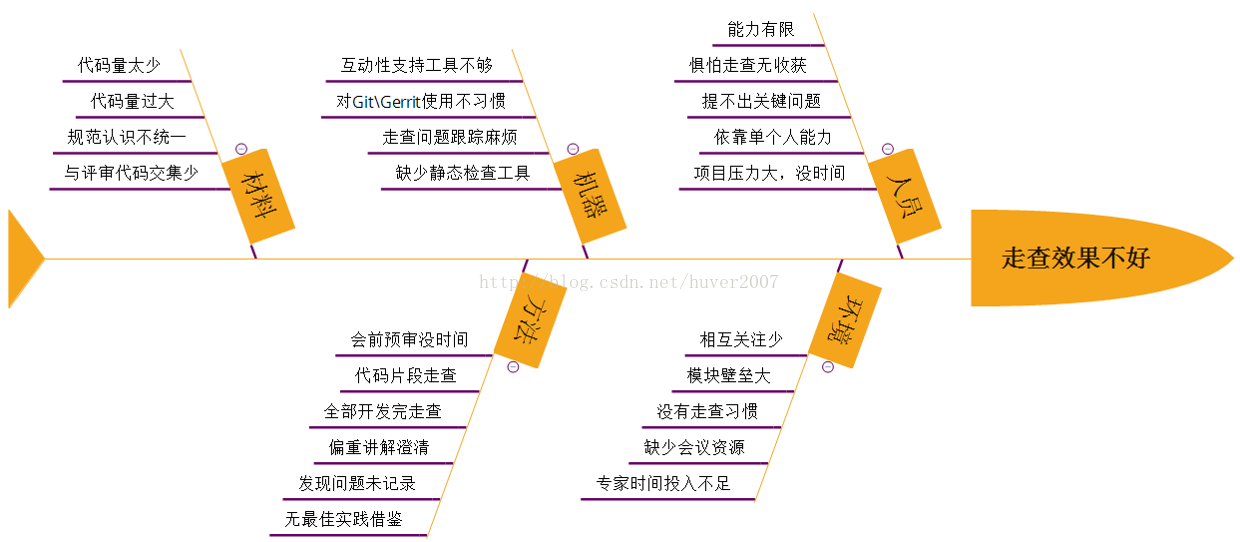 代码量太少
代码量过大
规范认识不统一
与评审代码交集少
材料
互动性支持工具不够
对Git\Gerrit使用不习惯
走查问题跟踪麻烦
缺少静态检查工具
机器
能力有限
惧怕走查无收获
提不出关键问题
依靠单个人能力
项目压力大，没时间
人员
走查效果不好
http://blog.csdn.net/huver2007
方法
会前预审没时间
代码片段走查
全部开发完走查
偏重讲解澄清
发现问题未记录
无最佳实践借鉴
环境
相互关注少
模块壁垒大
没有走查习惯
缺少会议资源
专家时间投入不足